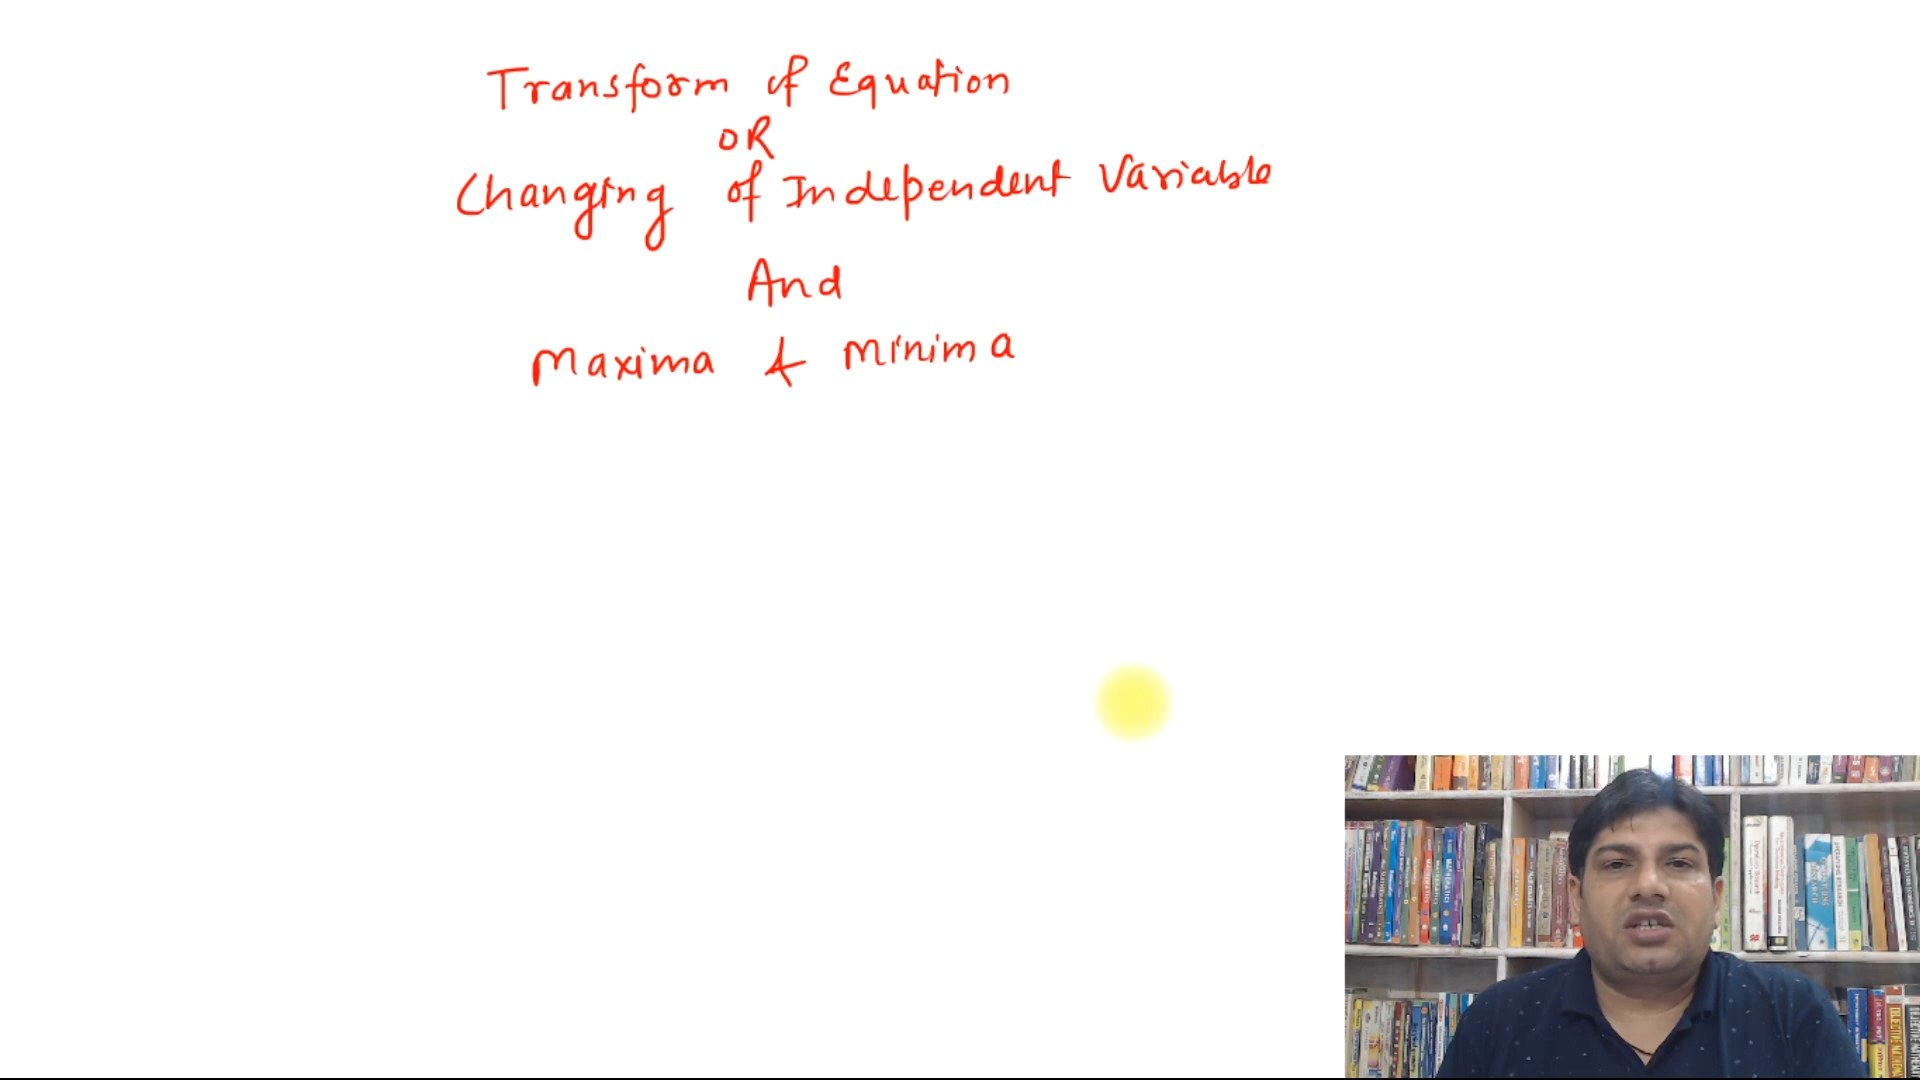 Transform of Equation
OR
Changing of Independent Variable
And
Maxima & Minima